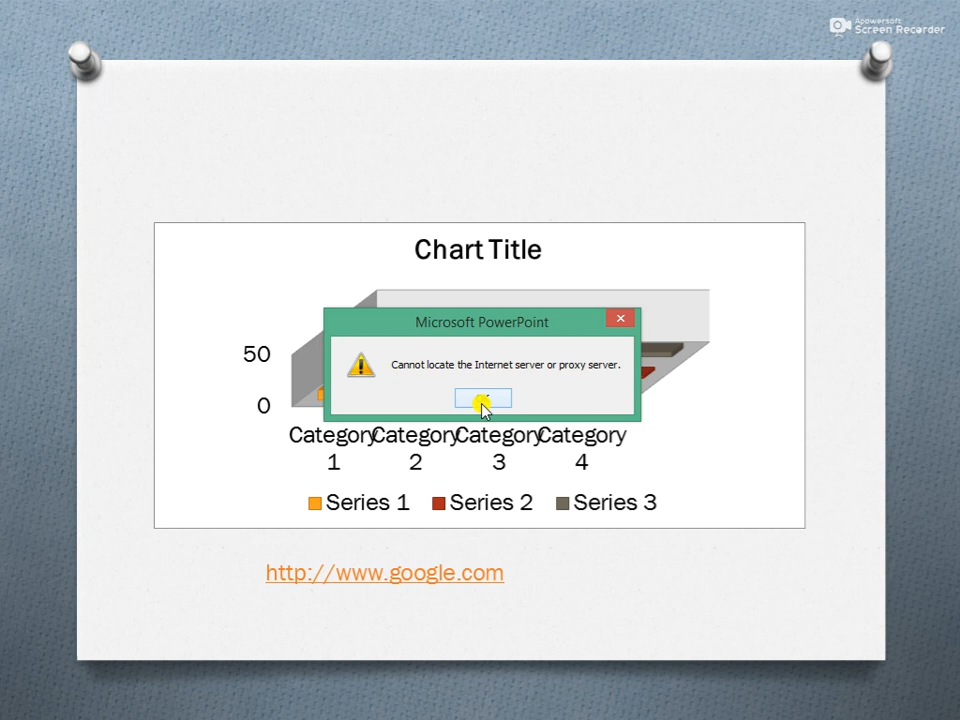 Apowersoft
Screen Recorder
Chart Title
Microsoft PowerPoint
Cannot locate the Internet server or proxy server.
50
0
Category 1
Category 2
Category 3
Category 4
Series 1
Series 2
Series 3
http://www.google.com